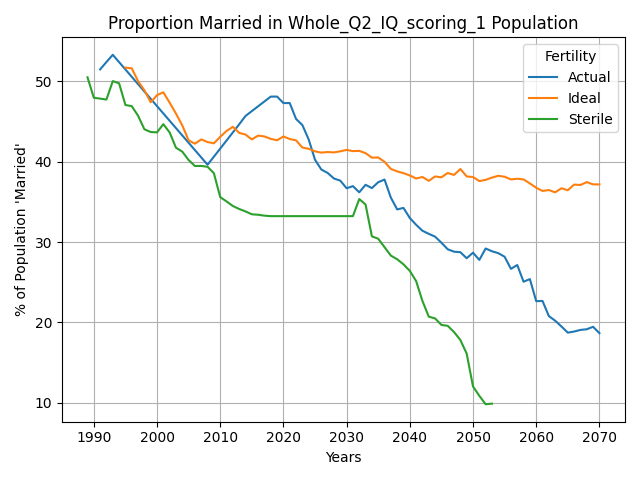 Proportion Married in Whole_Q2_IQ_scoring_1 Population
Fertility
Actual
Ideal
Sterile
% of Population 'Married'
50
40
30
20
10
1990 2000 2010 2020 2030 2040 2050 2060 2070
Years